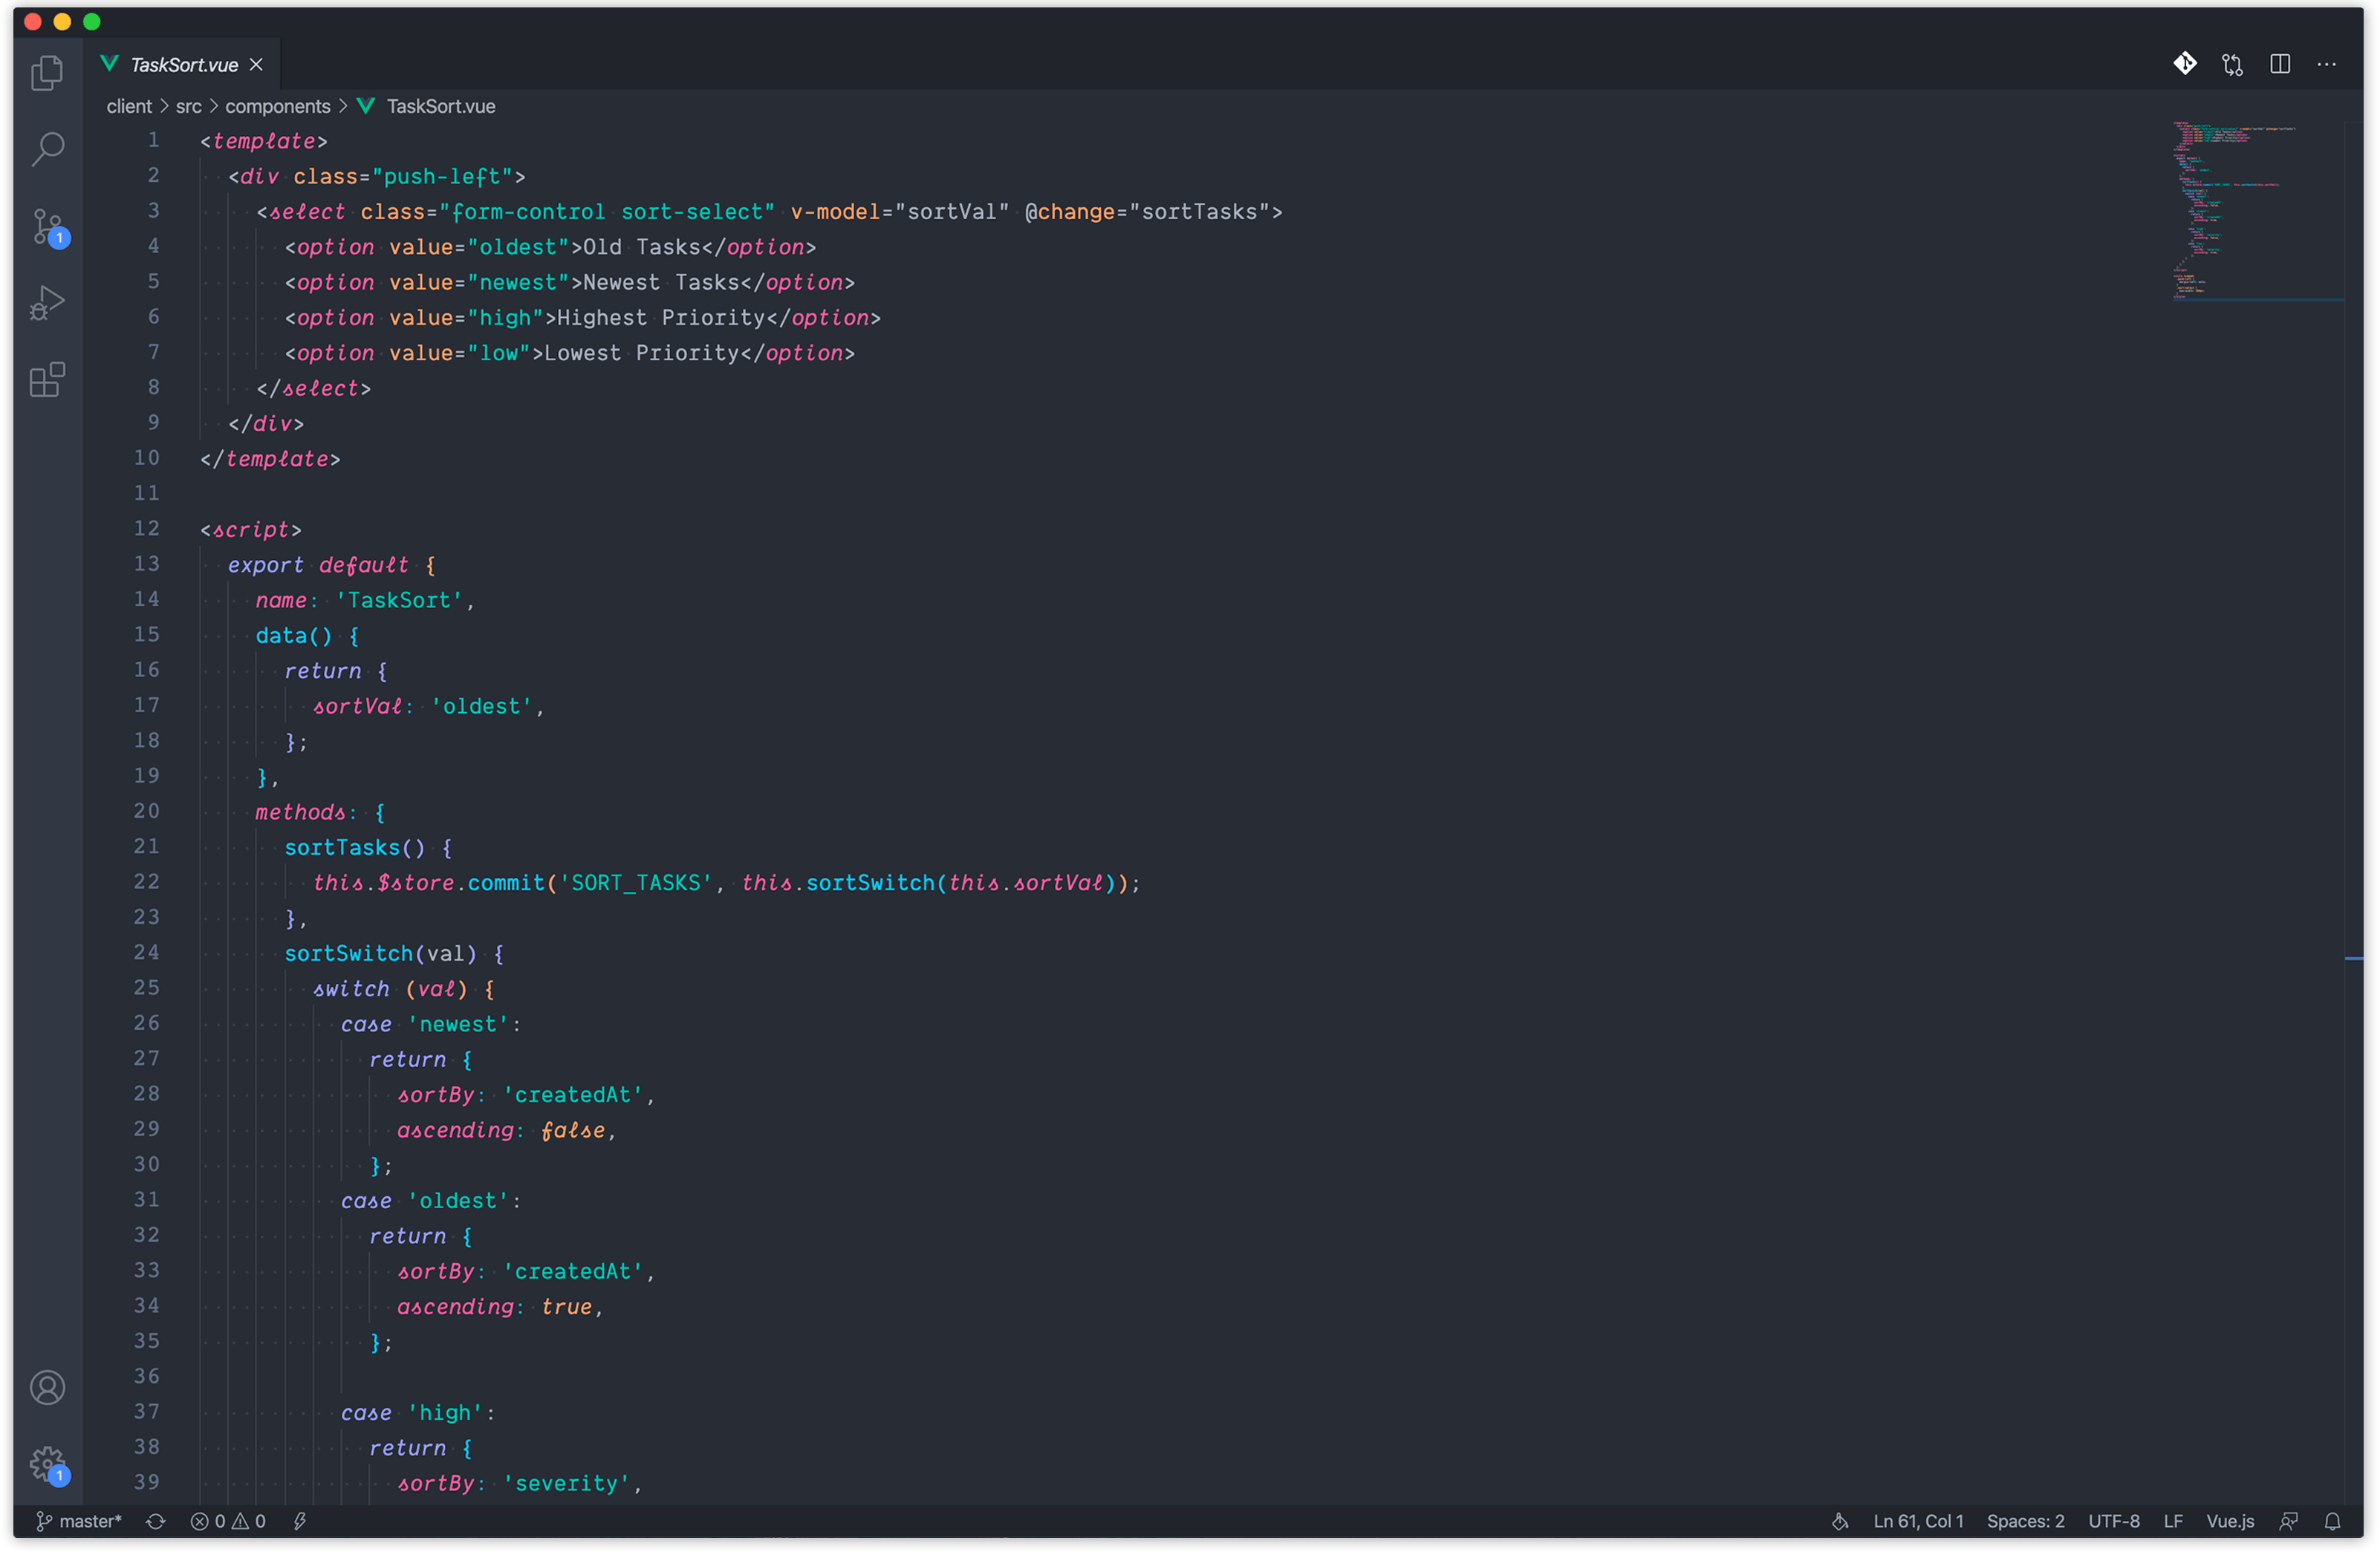 TaskSort.vue
client > src > components > TaskSort.vue
1 <template>
2 <div class="push-left">
3 <select class="form-control sort-select" v-model="sortVal" @change="sortTasks">
4 <option value="oldest">Old Tasks</option>
5 <option value="newest">Newest Tasks</option>
6 <option value="high">Highest Priority</option>
7 <option value="low">Lowest Priority</option>
8 </select>
9 </div>
10 </template>
11
12 <script>
13 export default {
14 name: 'TaskSort',
15 data() {
16 return {
17 sortVal: 'oldest',
18 };
19 },
20 methods: {
21 sortTasks() {
22 this.$store.commit('SORT_TASKS', this.sortSwitch(this.sortVal));
23 },
24 sortSwitch(val) {
25 switch (val) {
26 case 'newest':
27 return {
28 sortBy: 'createdAt',
29 ascending: false,
30 };
31 case 'oldest':
32 return {
33 sortBy: 'createdAt',
34 ascending: true,
35 };
36
37 case 'high':
38 return {
39 sortBy: 'severity',
1
1
master* 0 0 Ln 61, Col 1 Spaces: 2 UTF-8 LF Vue.js